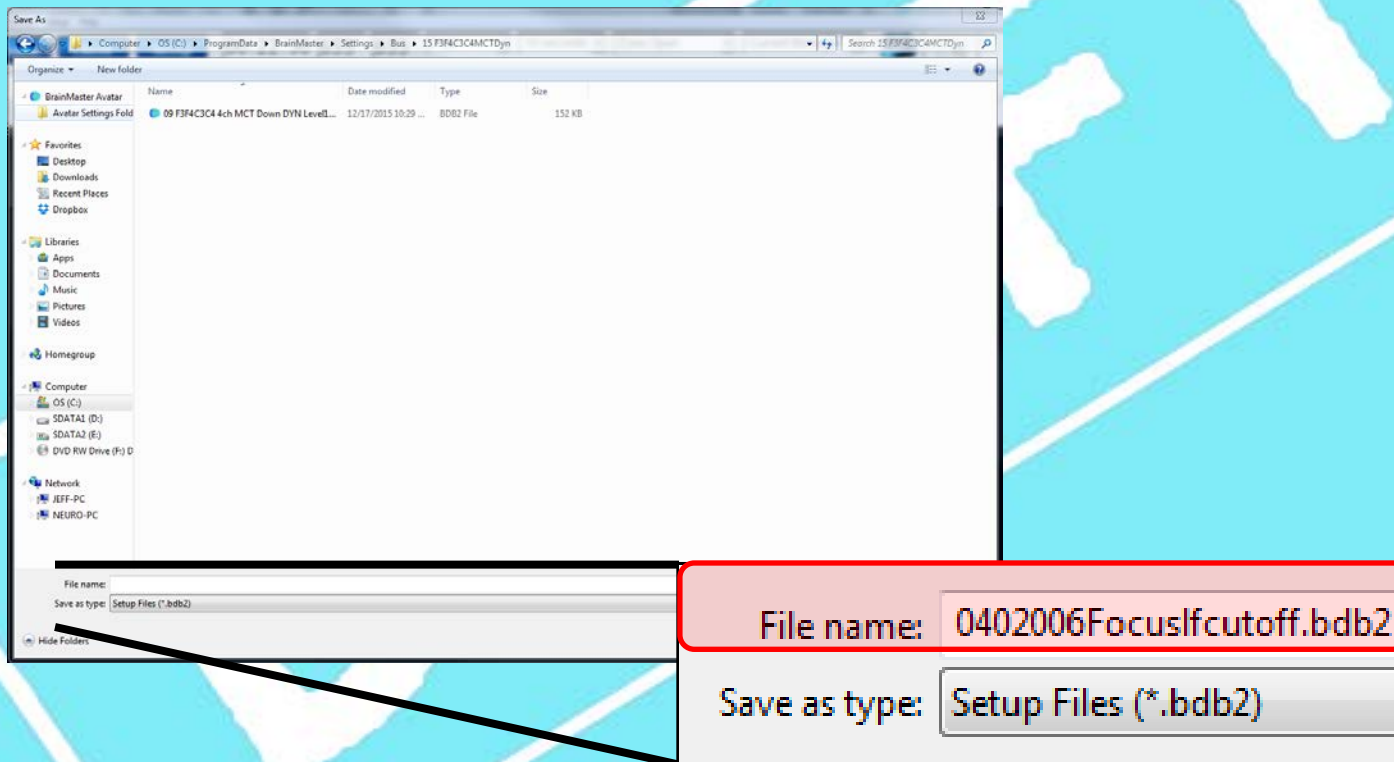 Save As
Computer ▸ OS (C:) ▸ ProgramData ▸ BrainMaster ▸ Settings ▸ Bus ▸ 15 F3F4C3C4MCTDyn
Search 15 F3F4C3C4MCTDyn
Organize
New folder
Name
Date modified
Type
Size
09 F3F4C3C4 4ch MCT Down DYN Level1...
12/17/2015 10:29 ...
BDB2 File
152 KB
BrainMaster Avatar
Avatar Settings Fold
Favorites
Desktop
Downloads
Recent Places
Dropbox
Libraries
Apps
Documents
Music
Pictures
Videos
Homegroup
Computer
OS (C:)
SDATA1 (D:)
SDATA2 (E:)
DVD RW Drive (F:) D
Network
JEFF-PC
NEURO-PC
File name:
Save as type: Setup Files (*.bdb2)
Hide Folders
File name: 0402006Focuslfcutoff.bdb2
Save as type: Setup Files (*.bdb2)